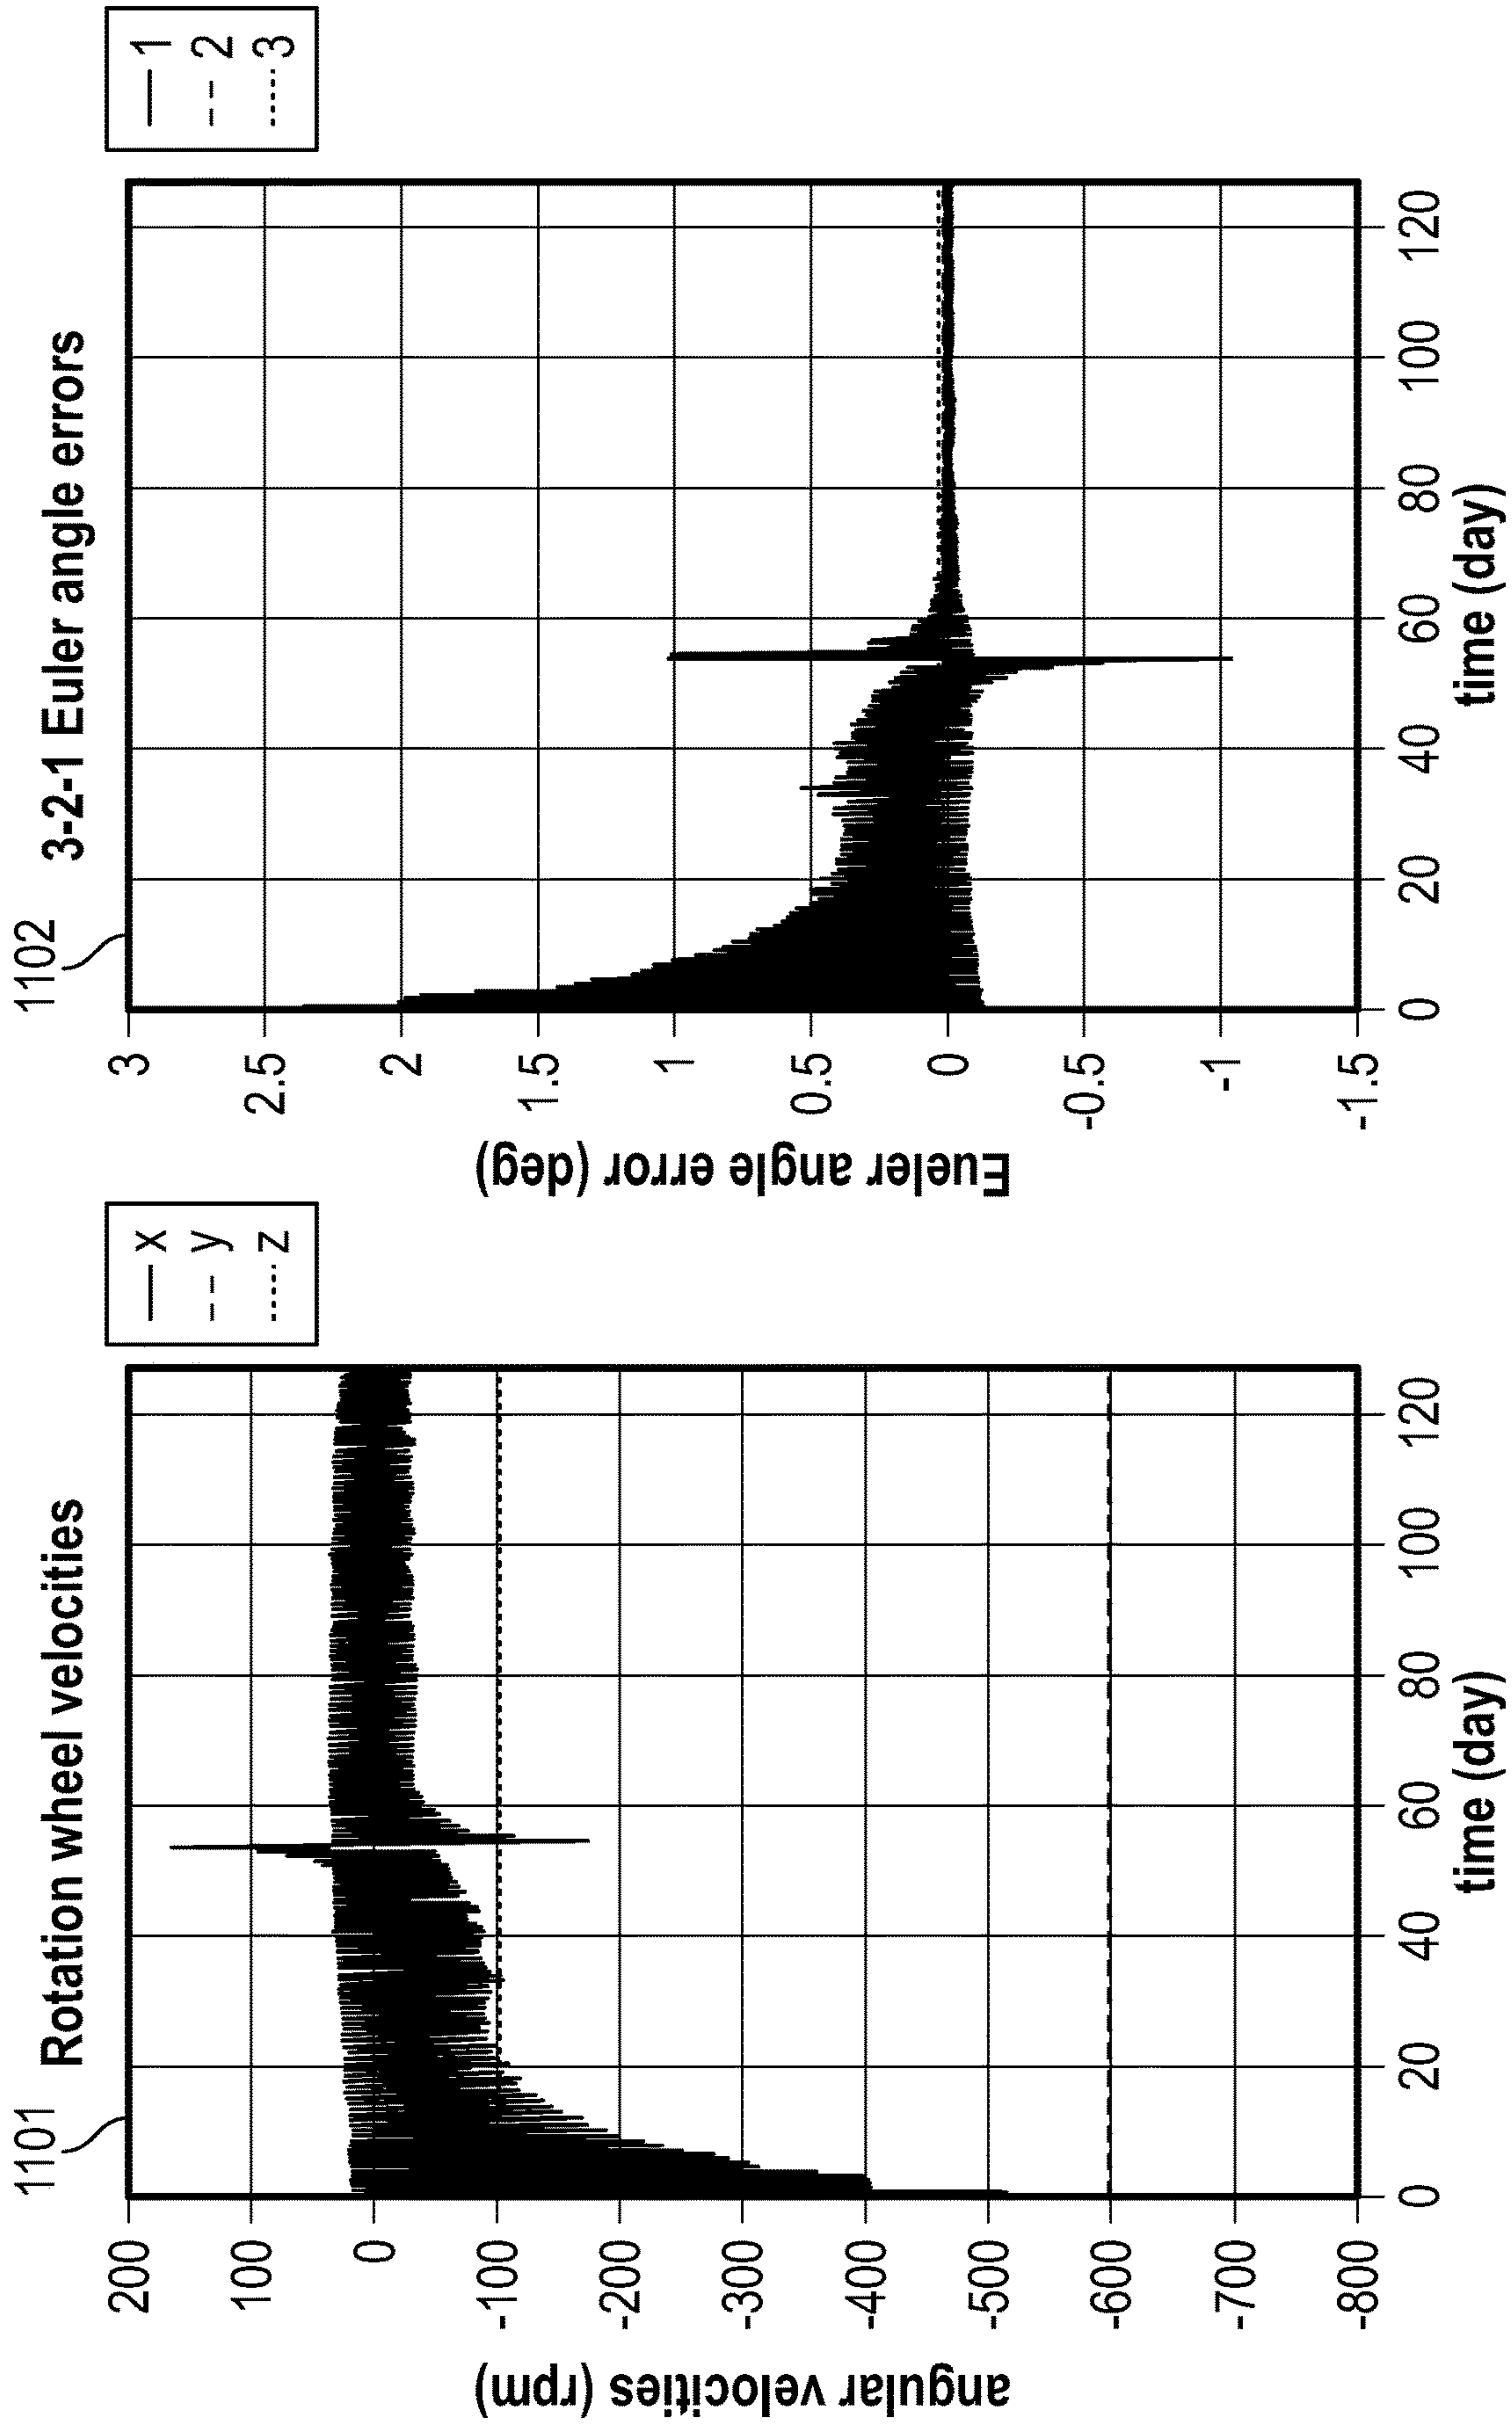 1101
Rotation wheel velocities
x
y
z
200
100
0
-100
-200
-300
-400
-500
-600
-700
-800
angular velocities (rpm)
0 20 40 60 80 100 120
time (day)
1102
3-2-1 Euler angle errors
1
2
3
3
2.5
2
1.5
1
0.5
0
-0.5
-1
-1.5
Eueler angle error (deg)
0 20 40 60 80 100 120
time (day)